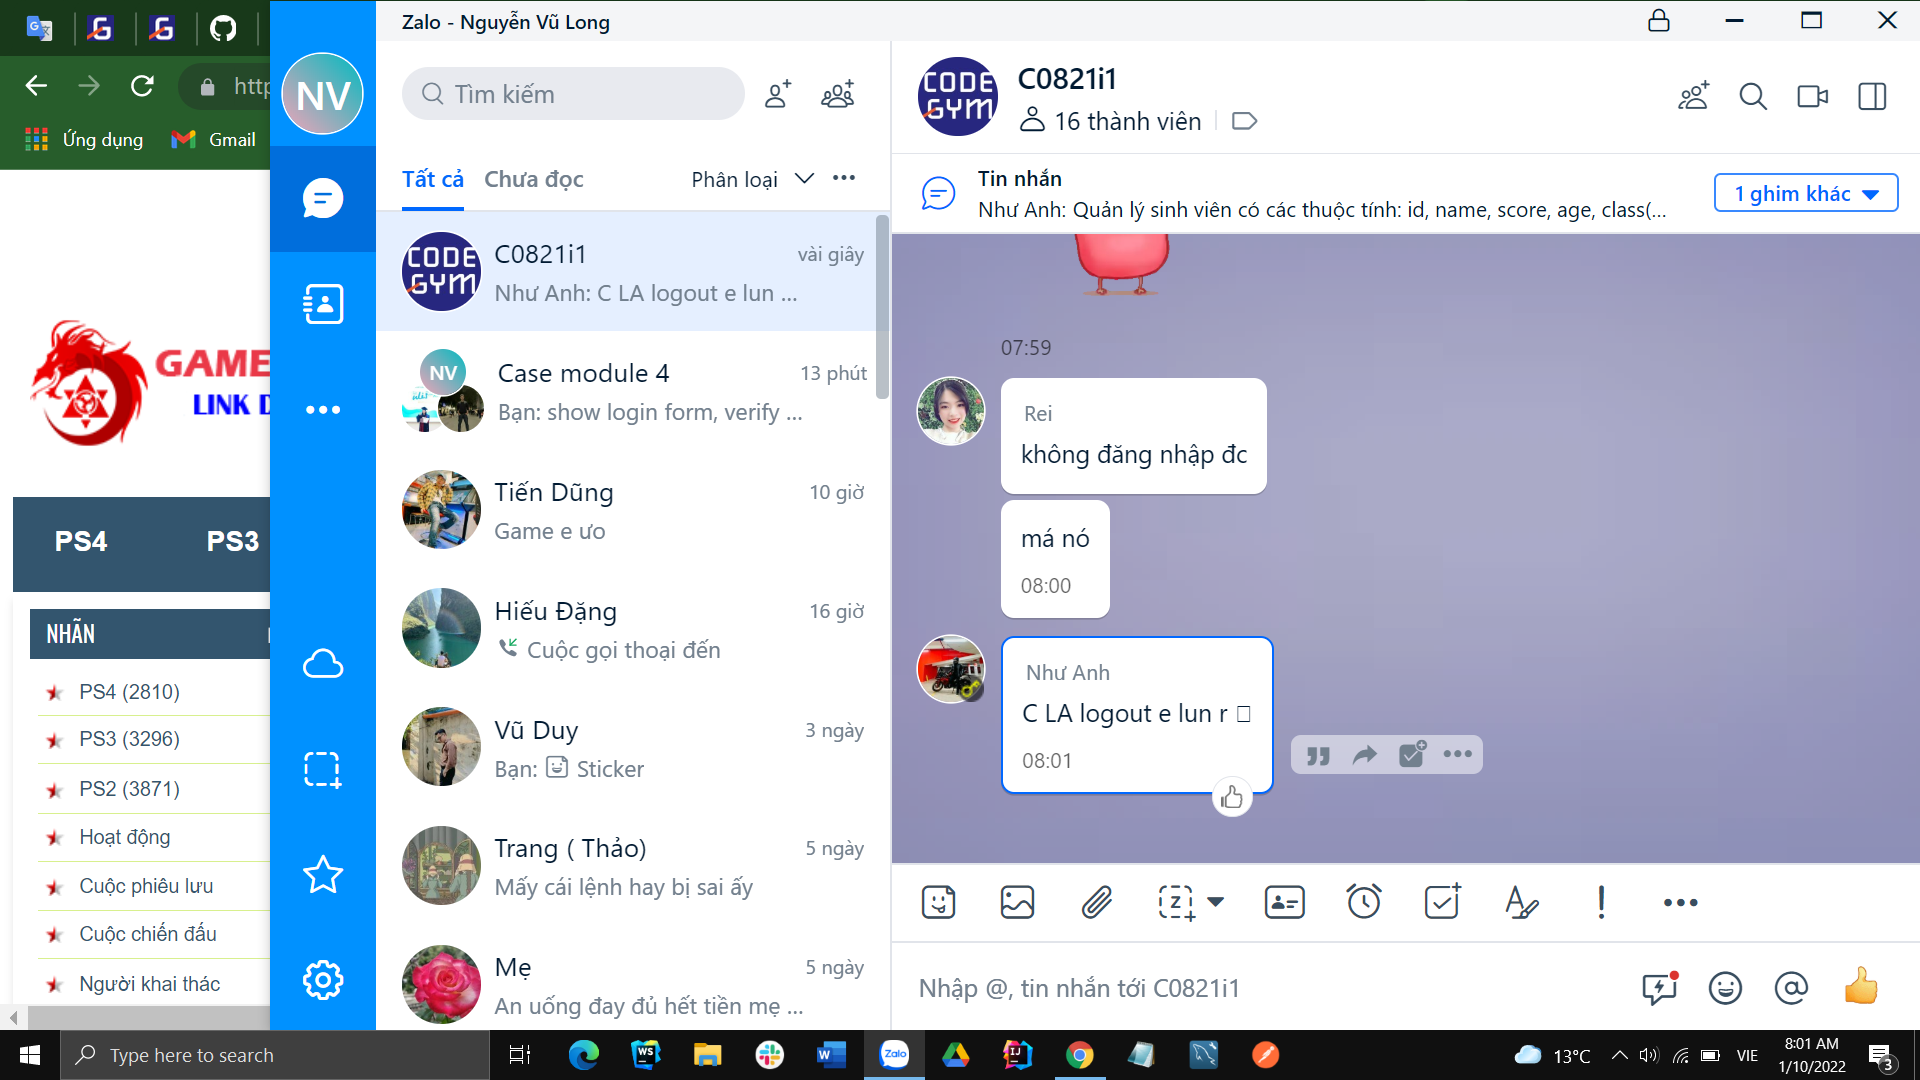 Zalo - Nguyễn Vũ Long
http
Ứng dụng
Gmail
GAME
LINK D
PS4
PS3
NHÃN
PS4 (2810)
PS3 (3296)
PS2 (3871)
Hoạt động
Cuộc phiêu lưu
Cuộc chiến đấu
Người khai thác
NV
Tìm kiếm
Tất cả
Chưa đọc
Phân loại
CODE GYM
C0821i1
vài giây
Như Anh: C LA logout e lun ...
NV
Case module 4
13 phút
Bạn: show login form, verify ...
Tiến Dũng
10 giờ
Game e ưo
Hiếu Đặng
16 giờ
Cuộc gọi thoại đến
Vũ Duy
3 ngày
Bạn: Sticker
Trang ( Thảo)
5 ngày
Mấy cái lệnh hay bị sai ấy
Mẹ
5 ngày
An uống đay đủ hết tiền mẹ ...
CODE GYM
C0821i1
16 thành viên
Tin nhắn
Như Anh: Quản lý sinh viên có các thuộc tính: id, name, score, age, class(...
1 ghim khác
07:59
Rei
không đăng nhập đc
má nó
08:00
Như Anh
C LA logout e lun r
08:01
Nhập @, tin nhắn tới C0821i1
Type here to search
Zalo
13°C
VIE
8:01 AM
1/10/2022
3